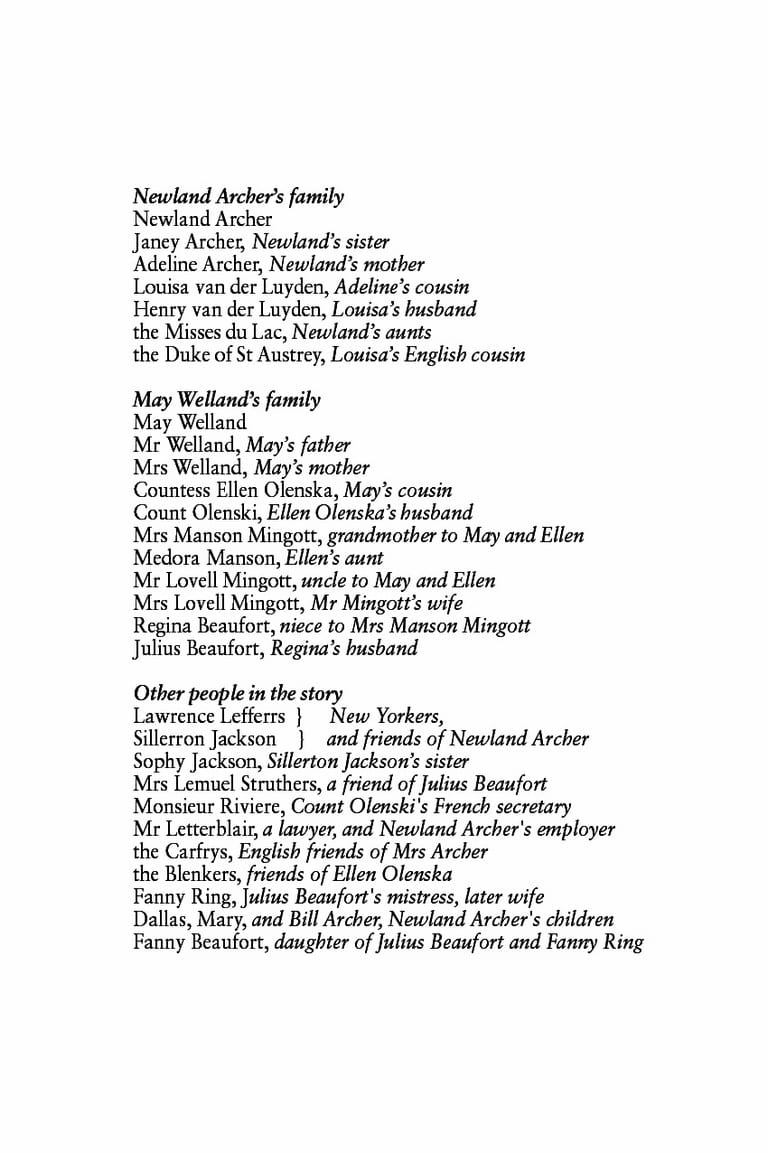 Newland Archer's family
Newland Archer
Janey Archer, Newland's sister
Adeline Archer, Newland's mother
Louisa van der Luyden, Adeline's cousin
Henry van der Luyden, Louisa's husband
the Misses du Lac, Newland's aunts
the Duke of St Austrey, Louisa's English cousin
May Welland's family
May Welland
Mr Welland, May's father
Mrs Welland, May's mother
Countess Ellen Olenska, May's cousin
Count Olenski, Ellen Olenska's husband
Mrs Manson Mingott, grandmother to May and Ellen
Medora Manson, Ellen's aunt
Mr Lovell Mingott, uncle to May and Ellen
Mrs Lovell Mingott, Mr Mingott's wife
Regina Beaufort, niece to Mrs Manson Mingott
Julius Beaufort, Regina's husband
Other people in the story
Lawrence Lefferrs } New Yorkers,
Sillerron Jackson } and friends of Newland Archer
Sophy Jackson, Sillerton Jackson's sister
Mrs Lemuel Struthers, a friend of Julius Beaufort
Monsieur Riviere, Count Olenski's French secretary
Mr Letterblair, a lawyer, and Newland Archer's employer
the Carfrys, English friends of Mrs Archer
the Blenkers, friends of Ellen Olenska
Fanny Ring, Julius Beaufort's mistress, later wife
Dallas, Mary, and Bill Archer, Newland Archer's children
Fanny Beaufort, daughter of Julius Beaufort and Fanny Ring